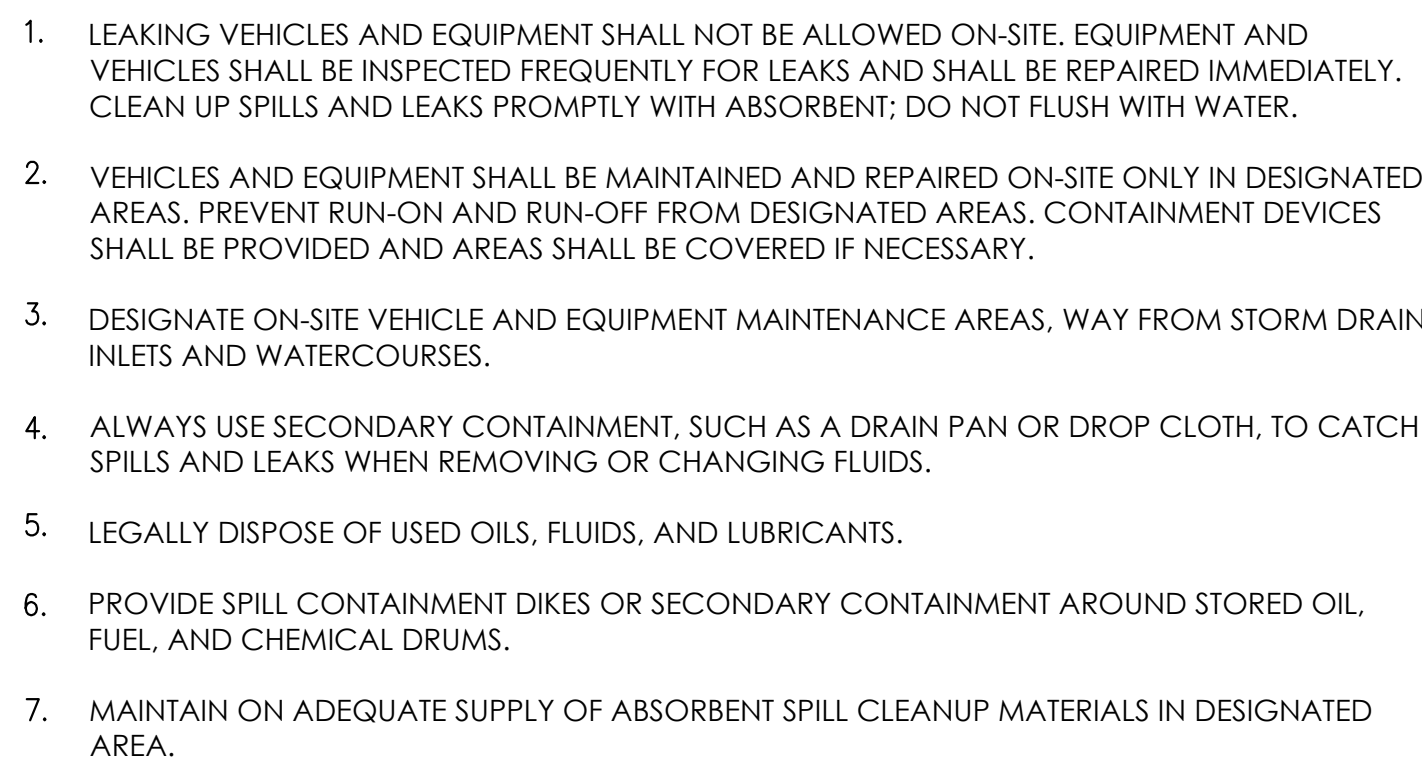 1. LEAKING VEHICLES AND EQUIPMENT SHALL NOT BE ALLOWED ON-SITE. EQUIPMENT AND
VEHICLES SHALL BE INSPECTED FREQUENTLY FOR LEAKS AND SHALL BE REPAIRED IMMEDIATELY.
CLEAN UP SPILLS AND LEAKS PROMPTLY WITH ABSORBENT; DO NOT FLUSH WITH WATER.
2. VEHICLES AND EQUIPMENT SHALL BE MAINTAINED AND REPAIRED ON-SITE ONLY IN DESIGNATED
AREAS. PREVENT RUN-ON AND RUN-OFF FROM DESIGNATED AREAS. CONTAINMENT DEVICES
SHALL BE PROVIDED AND AREAS SHALL BE COVERED IF NECESSARY.
3. DESIGNATE ON-SITE VEHICLE AND EQUIPMENT MAINTENANCE AREAS, WAY FROM STORM DRAIN
INLETS AND WATERCOURSES.
4. ALWAYS USE SECONDARY CONTAINMENT, SUCH AS A DRAIN PAN OR DROP CLOTH, TO CATCH
SPILLS AND LEAKS WHEN REMOVING OR CHANGING FLUIDS.
5. LEGALLY DISPOSE OF USED OILS, FLUIDS, AND LUBRICANTS.
6. PROVIDE SPILL CONTAINMENT DIKES OR SECONDARY CONTAINMENT AROUND STORED OIL,
FUEL, AND CHEMICAL DRUMS.
7. MAINTAIN ON ADEQUATE SUPPLY OF ABSORBENT SPILL CLEANUP MATERIALS IN DESIGNATED
AREA.